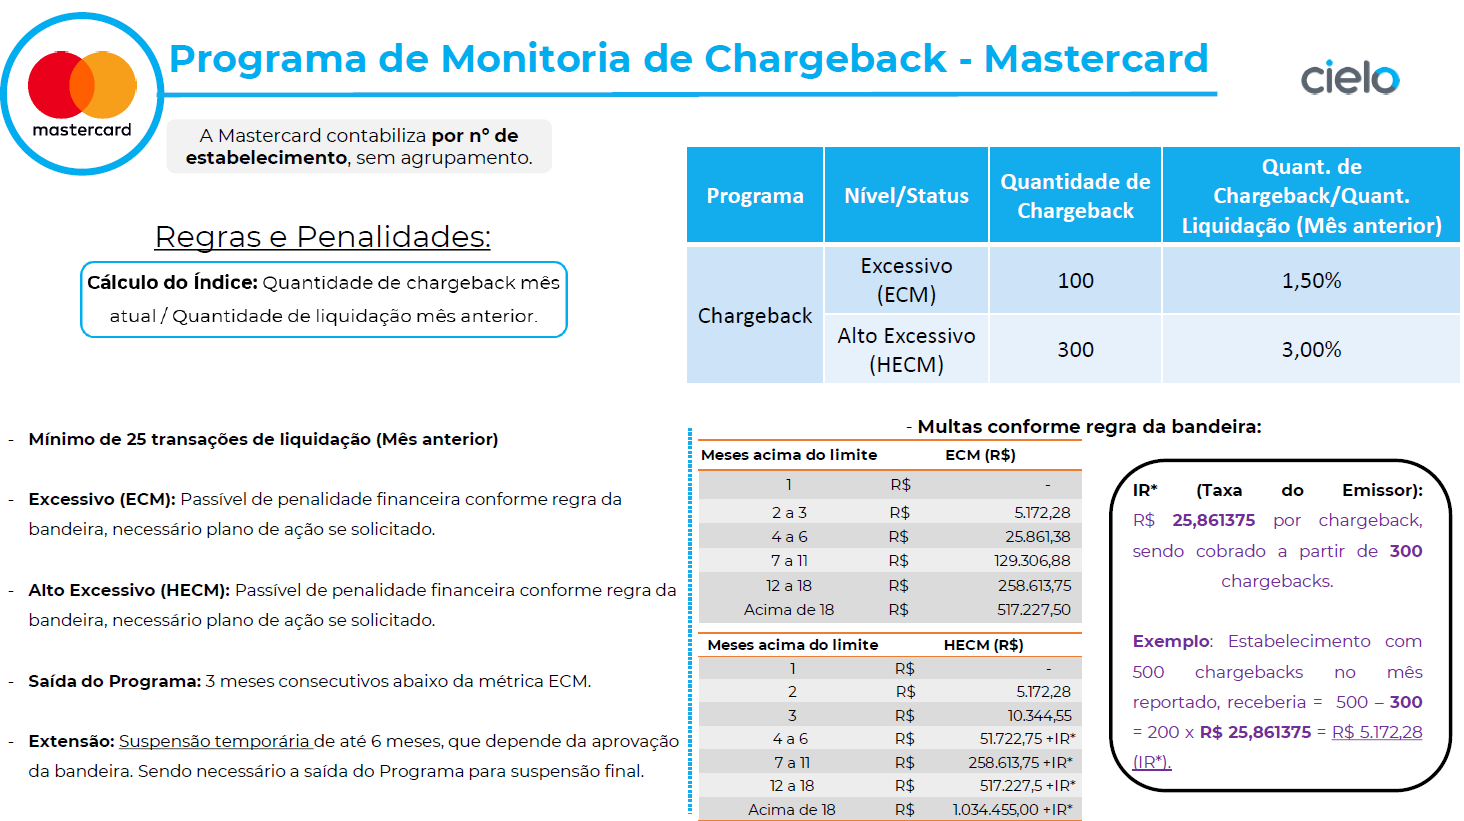 mastercard
Programa de Monitoria de Chargeback - Mastercard
cielo
A Mastercard contabiliza por n° de
estabelecimento, sem agrupamento.
Regras e Penalidades:
Cálculo do Índice: Quantidade de chargeback mês
atual / Quantidade de liquidação mês anterior.
Programa Nível/Status Quantidade de Chargeback Quant. de Chargeback/Quant. Liquidação (Mês anterior)
Chargeback Excessivo (ECM) 100 1,50%
Alto Excessivo (HECM) 300 3,00%
- Mínimo de 25 transações de liquidação (Mês anterior)
- Excessivo (ECM): Passível de penalidade financeira conforme regra da
bandeira, necessário plano de ação se solicitado.
- Alto Excessivo (HECM): Passível de penalidade financeira conforme regra da
bandeira, necessário plano de ação se solicitado.
- Saída do Programa: 3 meses consecutivos abaixo da métrica ECM.
- Extensão: Suspensão temporária de até 6 meses, que depende da aprovação
da bandeira. Sendo necessário a saída do Programa para suspensão final.
- Multas conforme regra da bandeira:
Meses acima do limite ECM (R$)
1 R$ -
2 a 3 R$ 5.172,28
4 a 6 R$ 25.861,38
7 a 11 R$ 129.306,88
12 a 18 R$ 258.613,75
Acima de 18 R$ 517.227,50
Meses acima do limite HECM (R$)
1 R$ -
2 R$ 5.172,28
3 R$ 10.344,55
4 a 6 R$ 51.722,75 +IR*
7 a 11 R$ 258.613,75 +IR*
12 a 18 R$ 517.227,5 +IR*
Acima de 18 R$ 1.034.455,00 +IR*
IR* (Taxa do Emissor):
R$ 25,861375 por chargeback,
sendo cobrado a partir de 300
chargebacks.
Exemplo: Estabelecimento com
500 chargebacks no mês
reportado, receberia = 500 – 300
= 200 x R$ 25,861375 = R$ 5.172,28
(IR*).